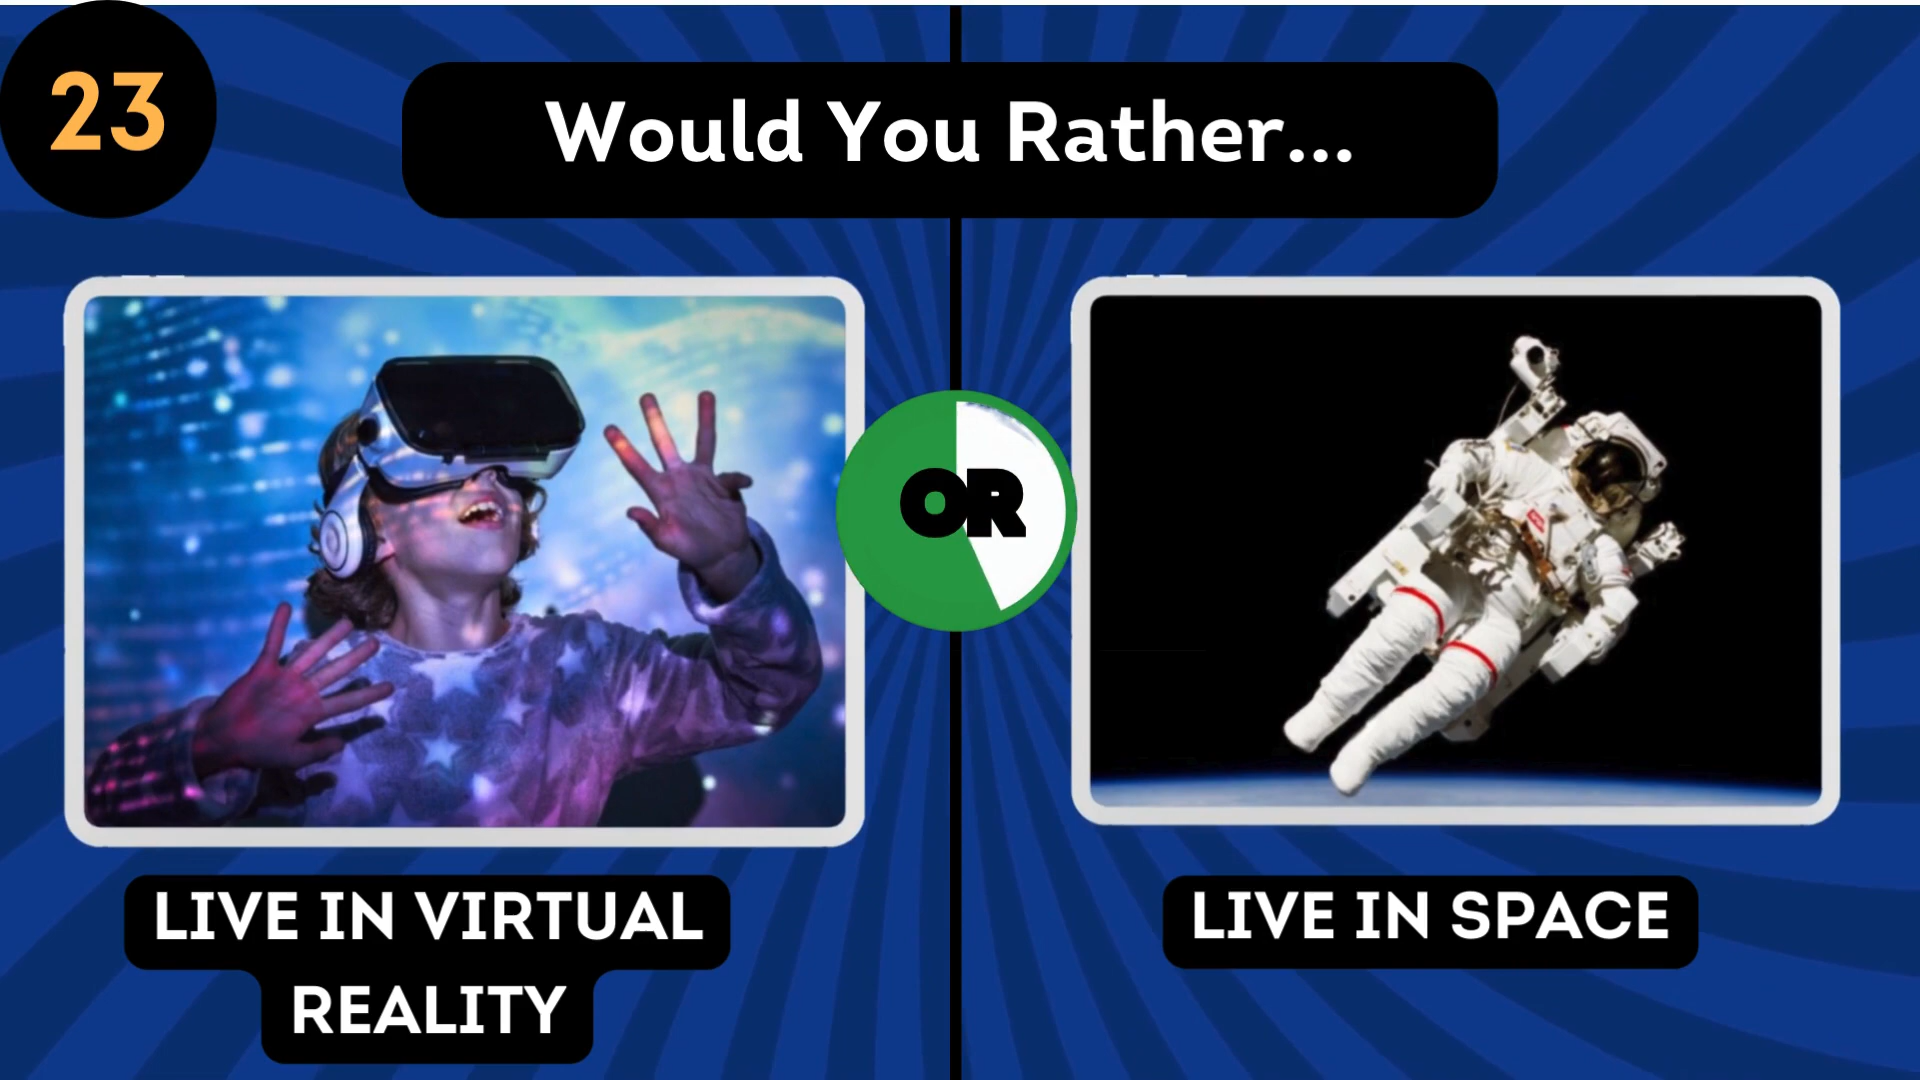 23
Would You Rather...
OR
LIVE IN VIRTUAL
REALITY
LIVE IN SPACE